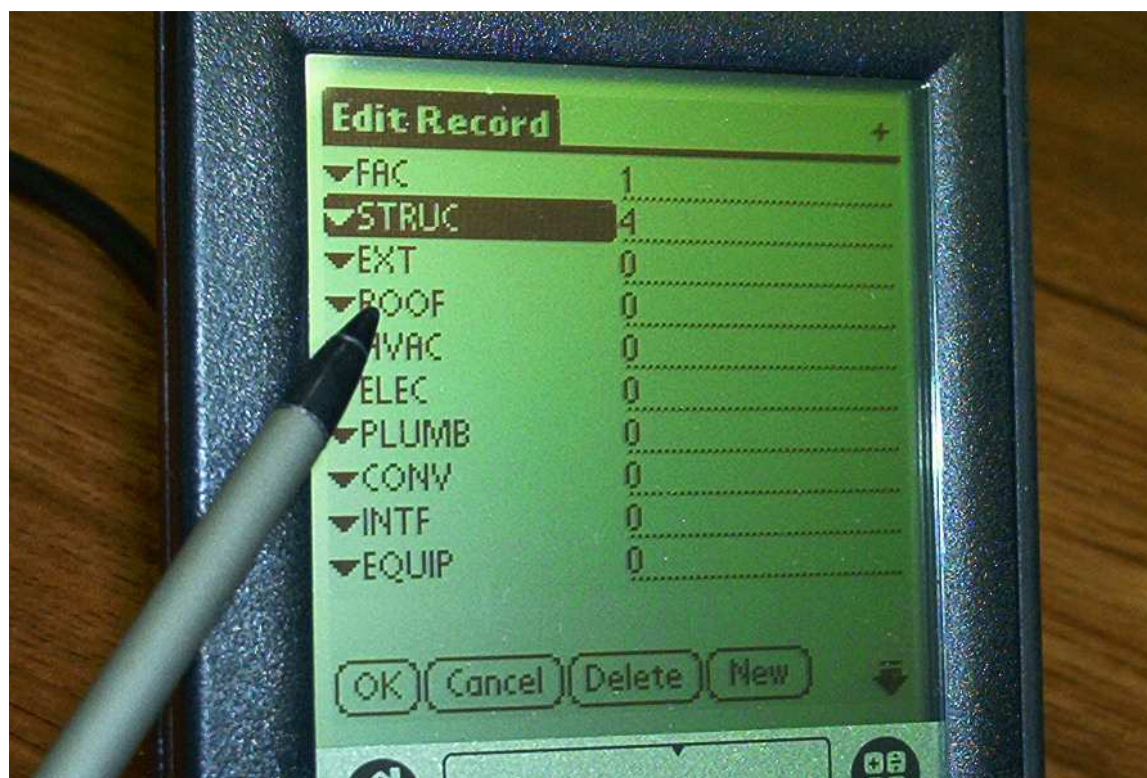 Edit Record +
FAC 1
STRUC 4
EXT 0
ROOF 0
HVAC 0
ELEC 0
PLUMB 0
CONV 0
INTF 0
EQUIP 0
OK Cancel Delete New